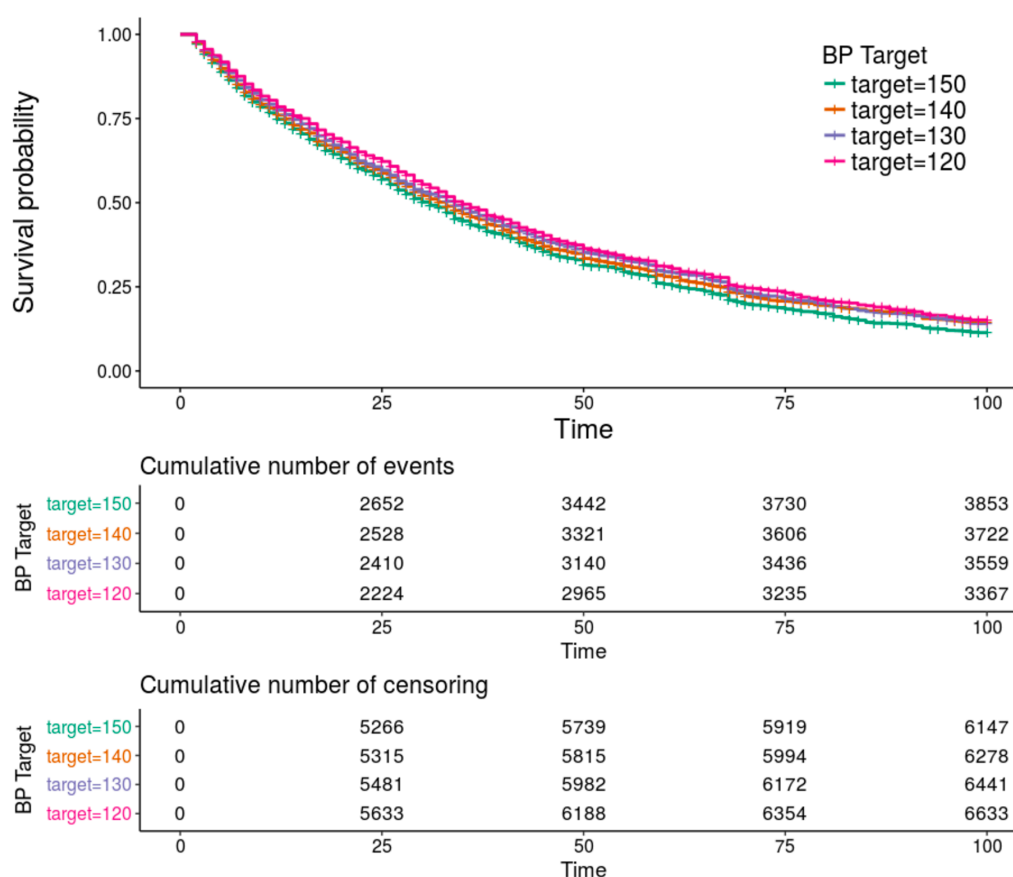 1.00
0.75
0.50
0.25
0.00
Survival probability
BP Target
target=150
target=140
target=130
target=120
0 25 50 75 100
Time
Cumulative number of events
BP Target
target=150 0 2652 3442 3730 3853
target=140 0 2528 3321 3606 3722
target=130 0 2410 3140 3436 3559
target=120 0 2224 2965 3235 3367
0 25 50 75 100
Time
Cumulative number of censoring
BP Target
target=150 0 5266 5739 5919 6147
target=140 0 5315 5815 5994 6278
target=130 0 5481 5982 6172 6441
target=120 0 5633 6188 6354 6633
0 25 50 75 100
Time